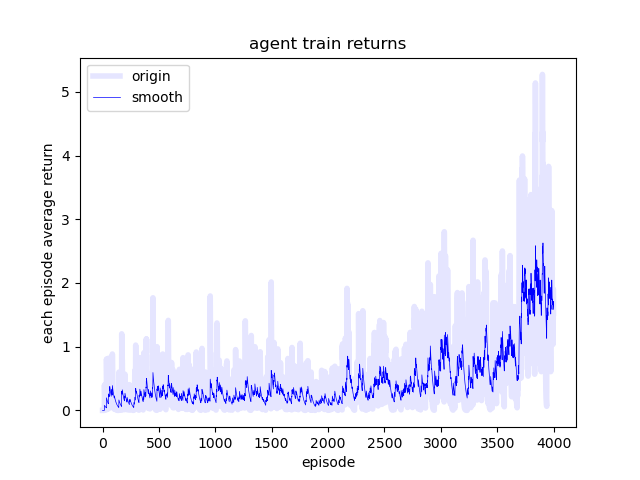 agent train returns
origin
smooth
each episode average return
5
4
3
2
1
0
0 500 1000 1500 2000 2500 3000 3500 4000
episode